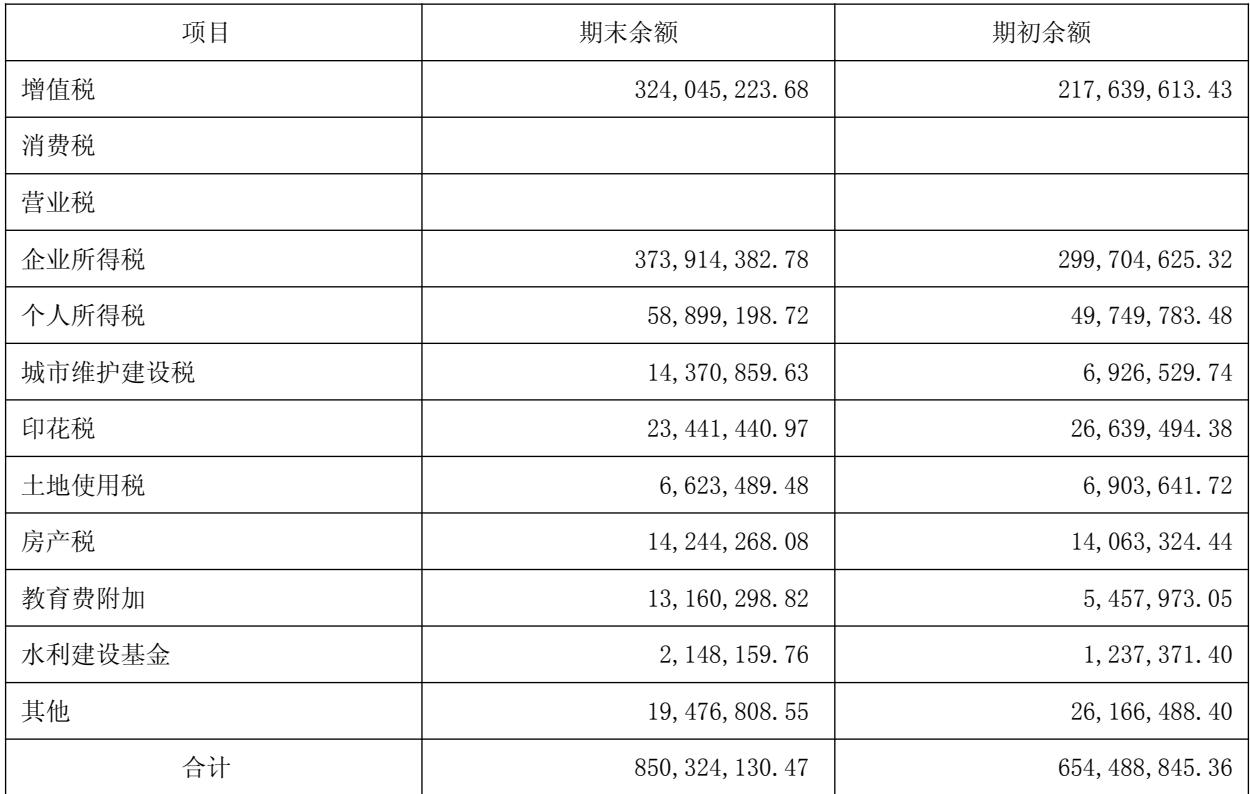 项目 期末余额 期初余额
增值税 324,045,223.68 217,639,613.43
消费税
营业税
企业所得税 373,914,382.78 299,704,625.32
个人所得税 58,899,198.72 49,749,783.48
城市维护建设税 14,370,859.63 6,926,529.74
印花税 23,441,440.97 26,639,494.38
土地使用税 6,623,489.48 6,903,641.72
房产税 14,244,268.08 14,063,324.44
教育费附加 13,160,298.82 5,457,973.05
水利建设基金 2,148,159.76 1,237,371.40
其他 19,476,808.55 26,166,488.40
合计 850,324,130.47 654,488,845.36